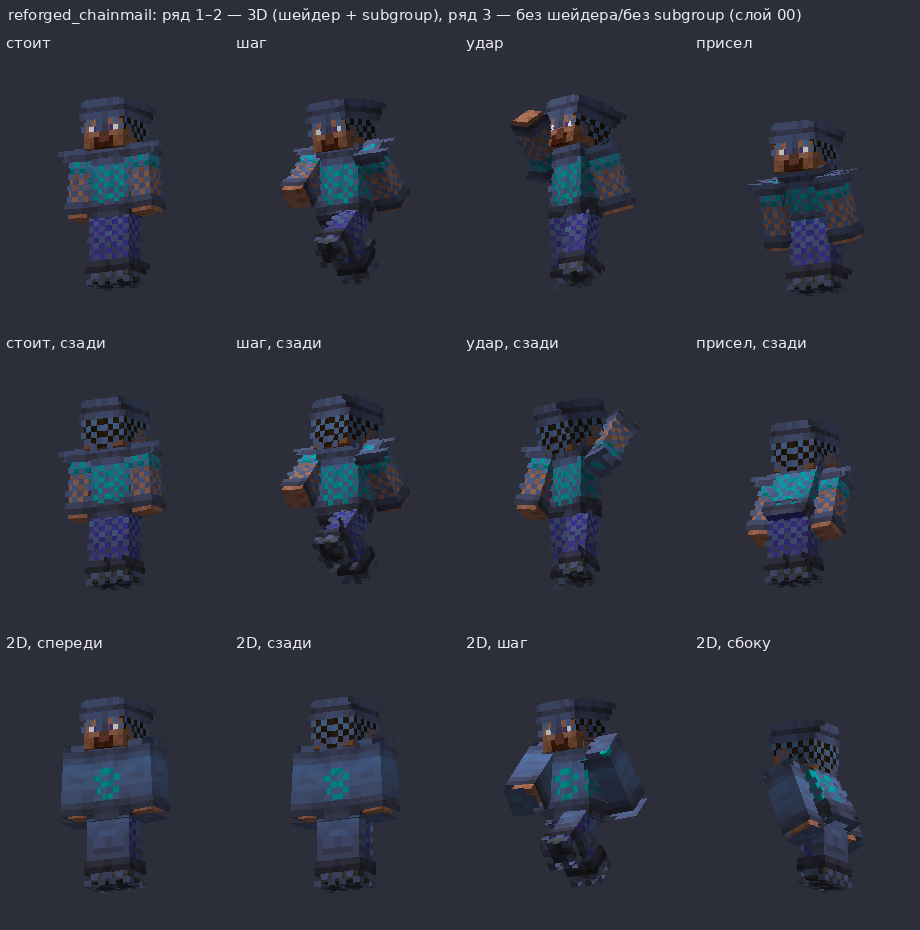 reforged_chainmail: ряд 1–2 — 3D (шейдер + subgroup), ряд 3 — без шейдера/без subgroup (слой 00)
стоит шаг удар присел
стоит, сзади шаг, сзади удар, сзади присел, сзади
2D, спереди 2D, сзади 2D, шаг 2D, сбоку